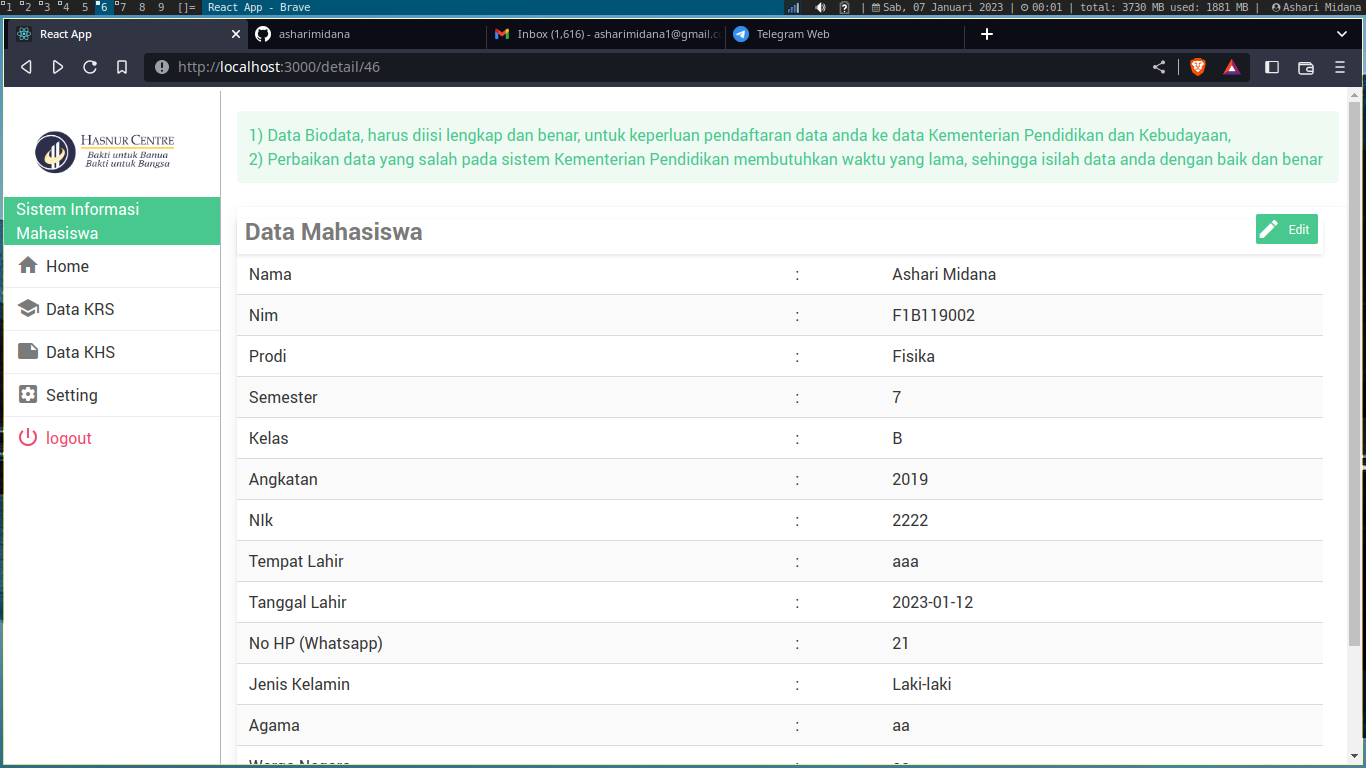 1 2 3 4 5 6 7 8 9 []= React App - Brave | Sab, 07 Januari 2023 | 00:01 | total: 3730 MB used: 1881 MB | Ashari Midana
React App asharimidana Inbox (1,616) - asharimidana1@gmail.c Telegram Web
http://localhost:3000/detail/46
HASNUR CENTRE
Bakti untuk Banua
Bakti untuk Bangsa
Sistem Informasi
Mahasiswa
Home
Data KRS
Data KHS
Setting
logout
1) Data Biodata, harus diisi lengkap dan benar, untuk keperluan pendaftaran data anda ke data Kementerian Pendidikan dan Kebudayaan,
2) Perbaikan data yang salah pada sistem Kementerian Pendidikan membutuhkan waktu yang lama, sehingga isilah data anda dengan baik dan benar
Data Mahasiswa Edit
Nama : Ashari Midana
Nim : F1B119002
Prodi : Fisika
Semester : 7
Kelas : B
Angkatan : 2019
NIk : 2222
Tempat Lahir : aaa
Tanggal Lahir : 2023-01-12
No HP (Whatsapp) : 21
Jenis Kelamin : Laki-laki
Agama : aa